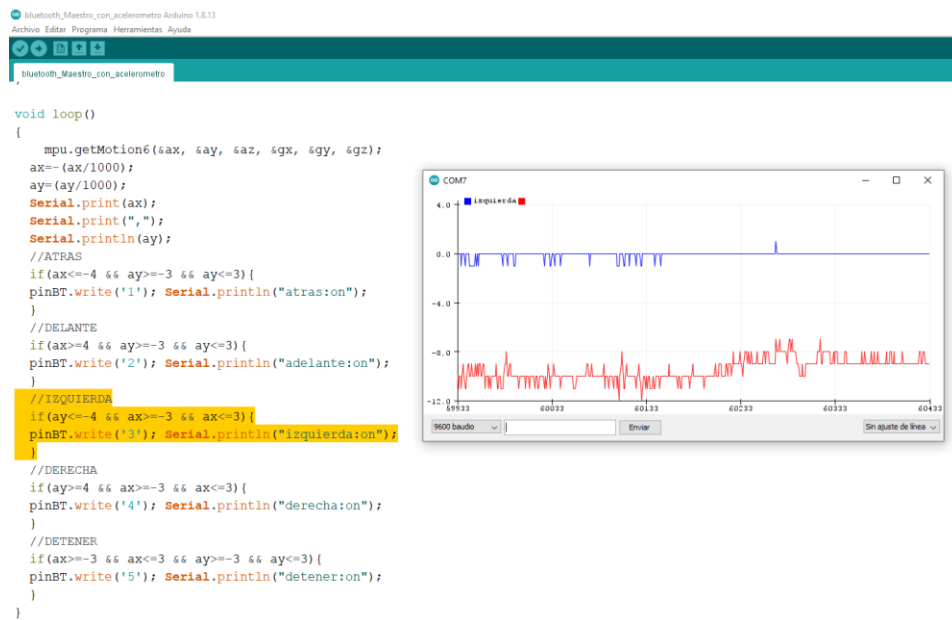 bluetooth_Maestro_con_acelerometro Arduino 1.8.13
Archivo Editar Programa Herramientas Ayuda
bluetooth_Maestro_con_acelerometro
void loop()
{
mpu.getMotion6(&ax, &ay, &az, &gx, &gy, &gz);
ax=-(ax/1000);
ay=(ay/1000);
Serial.print(ax);
Serial.print(",");
Serial.println(ay);
//ATRAS
if(ax<=-4 && ay>=-3 && ay<=3){
pinBT.write('1'); Serial.println("atras:on");
}
//DELANTE
if(ax>=4 && ay>=-3 && ay<=3){
pinBT.write('2'); Serial.println("adelante:on");
}
//IZQUIERDA
if(ay<=-4 && ax>=-3 && ax<=3){
pinBT.write('3'); Serial.println("izquierda:on");
}
//DERECHA
if(ay>=4 && ax>=-3 && ax<=3){
pinBT.write('4'); Serial.println("derecha:on");
}
//DETENER
if(ax>=-3 && ax<=3 && ay>=-3 && ay<=3){
pinBT.write('5'); Serial.println("detener:on");
}
}
COM7
izquierda
4.0
0.0
-4.0
-8.0
-12.0
59933 60033 60133 60233 60333 60433
9600 baudio Enviar Sin ajuste de línea